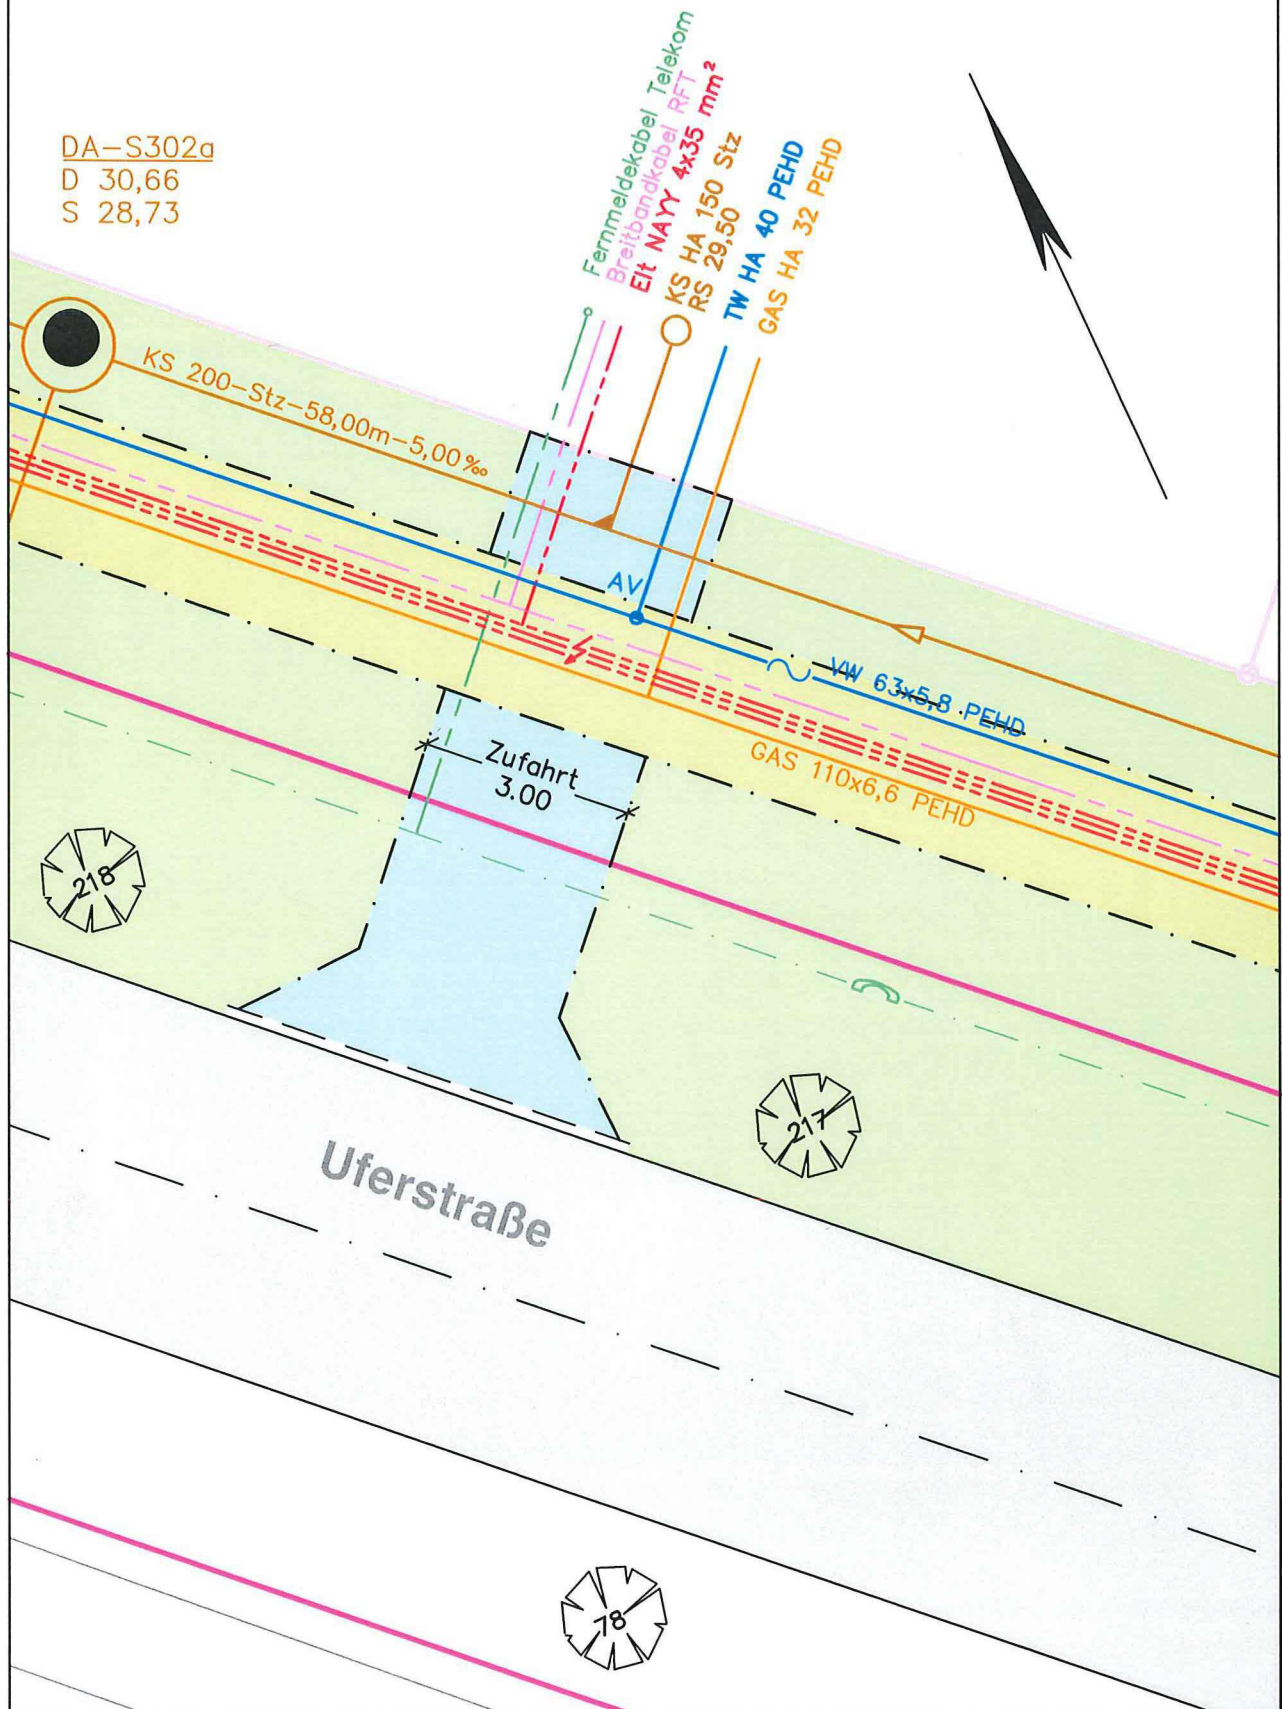 DA-S302a
D 30,66
S 28,73
Fernmeldekabel Telekom
Breitbandkabel RFT
Elt NAYY 4x35 mm²
KS HA 150 Stz
RS 29,50
TW HA 40 PEHD
GAS HA 32 PEHD
KS 200-Stz-58,00m-5,00‰
AV
VW 63x5,8 PEHD
GAS 110x6,6 PEHD
Zufahrt
3.00
218
217
Uferstraße
78